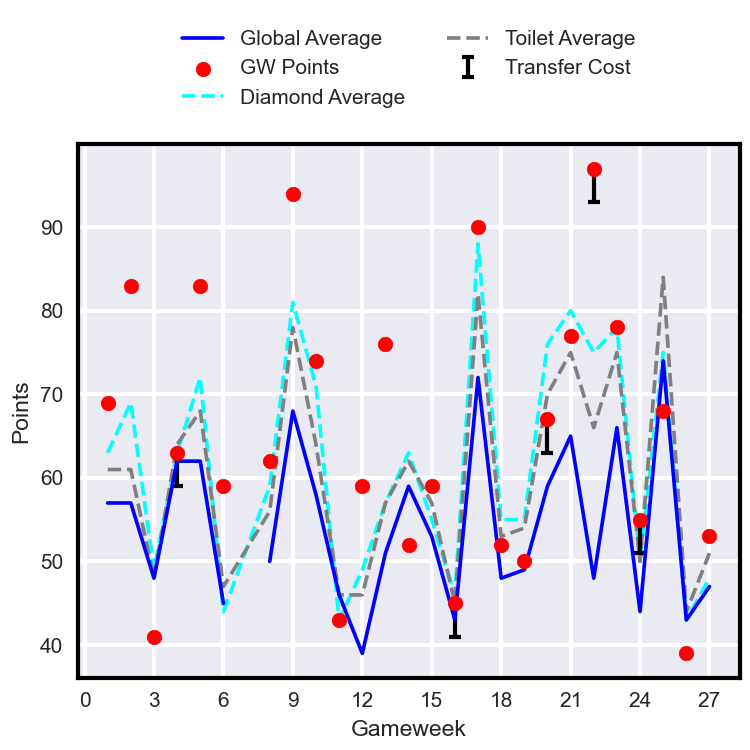 Global Average
GW Points
Diamond Average
Toilet Average
Transfer Cost
Points
90
80
70
60
50
40
0 3 6 9 12 15 18 21 24 27
Gameweek